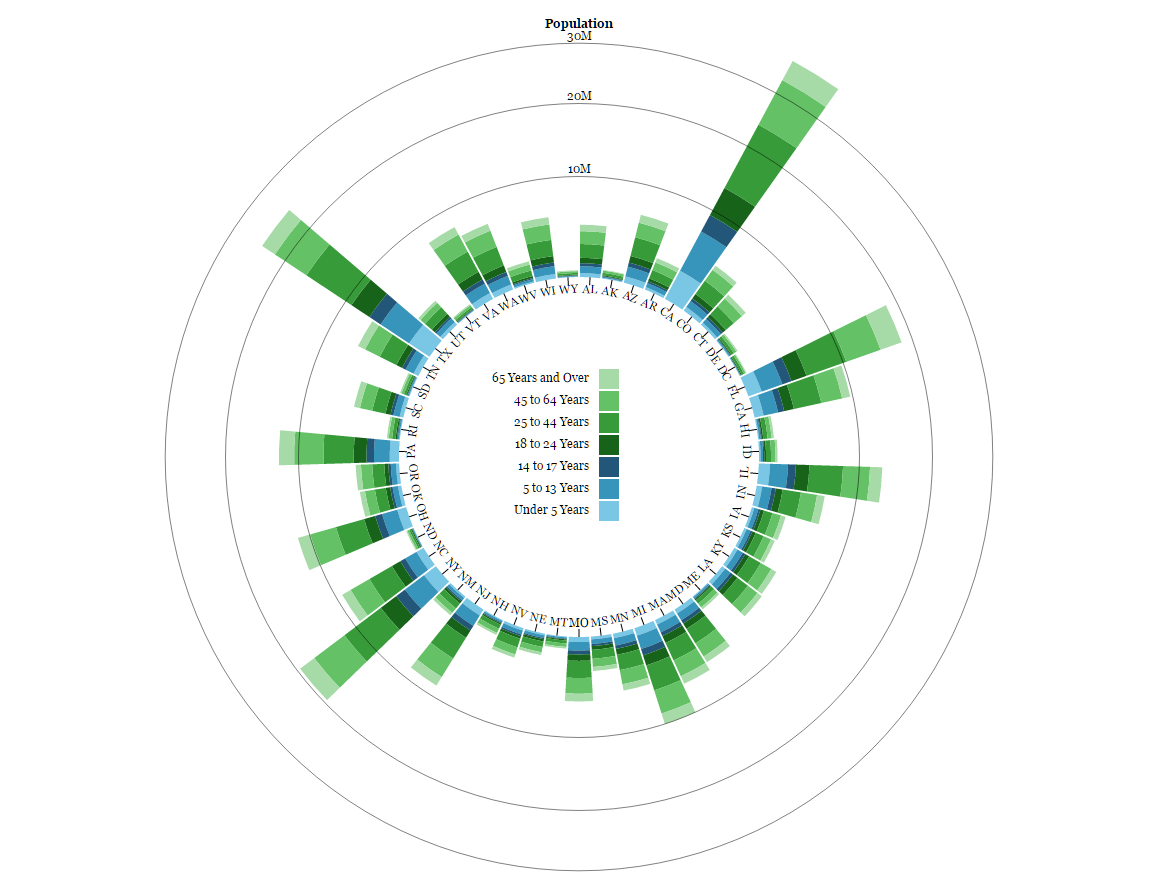 Population
30M
20M
10M
AL
AK
AZ
AR
CA
CO
CT
DE
DC
FL
GA
HI
ID
IL
IN
IA
KS
KY
LA
ME
MD
MA
MI
MN
MS
MO
MT
NE
NV
NH
NJ
NM
NY
NC
ND
OH
OK
OR
PA
RI
SC
SD
TN
TX
UT
VT
VA
WA
WV
WI
WY
65 Years and Over
45 to 64 Years
25 to 44 Years
18 to 24 Years
14 to 17 Years
5 to 13 Years
Under 5 Years